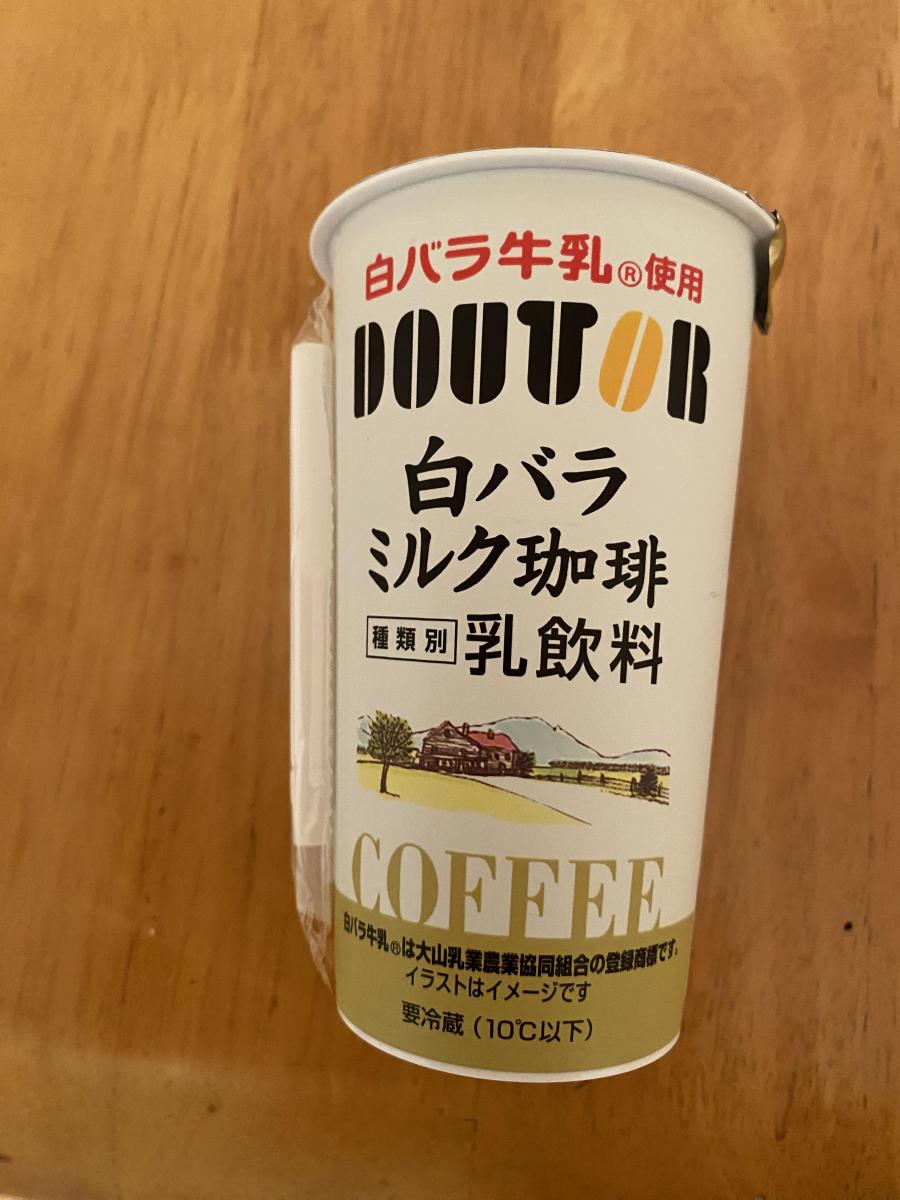 白バラ牛乳®使用
DOUTOR
白バラ
ミルク珈琲
種類別 乳飲料
COFFEE
白バラ牛乳®は大山乳業農業協同組合の登録商標です。
イラストはイメージです
要冷蔵(10℃以下)